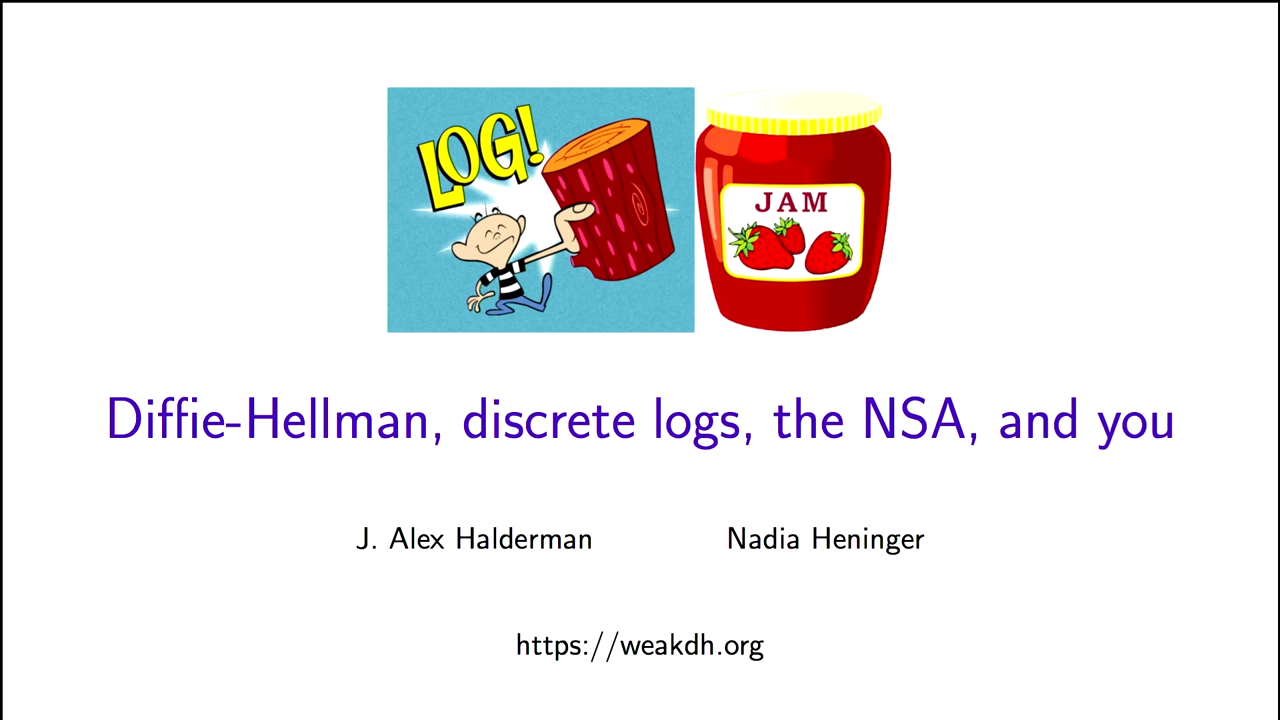 LOG!
JAM
Diffie-Hellman, discrete logs, the NSA, and you
J. Alex Halderman
Nadia Heninger
https://weakdh.org